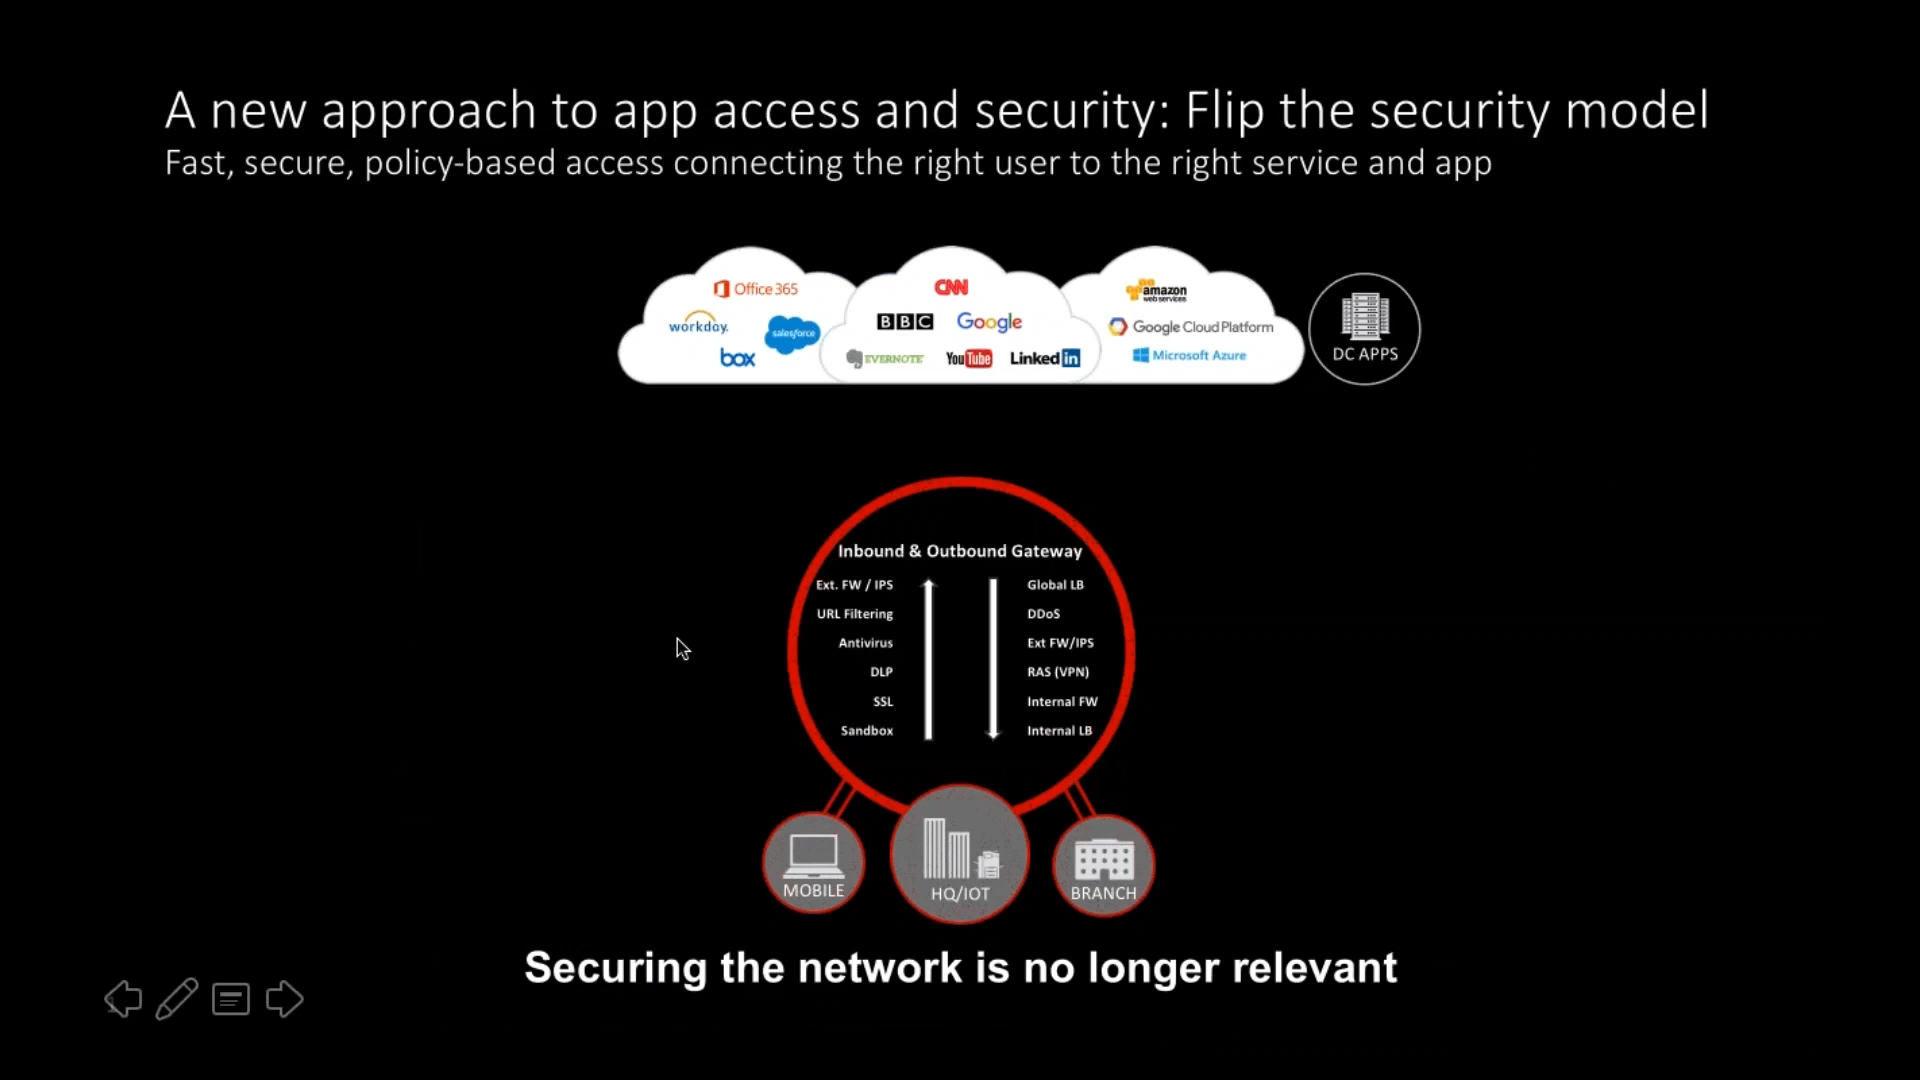 A new approach to app access and security: Flip the security model
Fast, secure, policy-based access connecting the right user to the right service and app
Office 365
workday.
salesforce
box
CNN
BBC
Google
EVERNOTE
YouTube
Linkedin
amazon
web services
Google Cloud Platform
Microsoft Azure
DC APPS
Inbound & Outbound Gateway
Ext. FW / IPS
URL Filtering
Antivirus
DLP
SSL
Sandbox
Global LB
DDoS
Ext FW/IPS
RAS (VPN)
Internal FW
Internal LB
MOBILE
HQ/IOT
BRANCH
Securing the network is no longer relevant